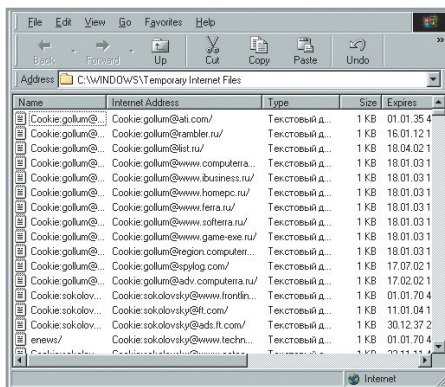 File Edit View Go Favorites Help
Back Forward Up Cut Copy Paste Undo
Address C:\WINDOWS\Temporary Internet Files
Name Internet Address Type Size Expires
Cookie:gollum@... Cookie:gollum@ati.com/ Текстовый д... 1 KB 01.01.35 4
Cookie:gollum@... Cookie:gollum@rambler.ru/ Текстовый д... 1 KB 16.01.12 1
Cookie:gollum@... Cookie:gollum@list.ru/ Текстовый д... 1 KB 18.04.02 1
Cookie:gollum@... Cookie:gollum@www.computerra... Текстовый д... 1 KB 18.01.03 1
Cookie:gollum@... Cookie:gollum@www.ibusiness.ru/ Текстовый д... 1 KB 18.01.03 1
Cookie:gollum@... Cookie:gollum@www.homepc.ru/ Текстовый д... 1 KB 18.01.03 1
Cookie:gollum@... Cookie:gollum@www.ferra.ru/ Текстовый д... 1 KB 18.01.03 1
Cookie:gollum@... Cookie:gollum@www.softerra.ru/ Текстовый д... 1 KB 18.01.03 1
Cookie:gollum@... Cookie:gollum@www.game-exe.ru/ Текстовый д... 1 KB 18.01.03 1
Cookie:gollum@... Cookie:gollum@region.computerr... Текстовый д... 1 KB 18.01.03 1
Cookie:gollum@... Cookie:gollum@spylog.com/ Текстовый д... 1 KB 17.07.02 1
Cookie:gollum@... Cookie:gollum@adv.computerra.ru/ Текстовый д... 1 KB 17.02.02 1
Cookie:sokolov... Cookie:sokolovsky@www.frontlin... Текстовый д... 1 KB 01.01.70 4
Cookie:sokolov... Cookie:sokolovsky@ft.com/ Текстовый д... 1 KB 11.01.04 1
Cookie:sokolov... Cookie:sokolovsky@ads.ft.com/ Текстовый д... 1 KB 30.12.37 2
enews/ Cookie:sokolovsky@www.techn... Текстовый д... 1 KB 01.01.70 4
Internet